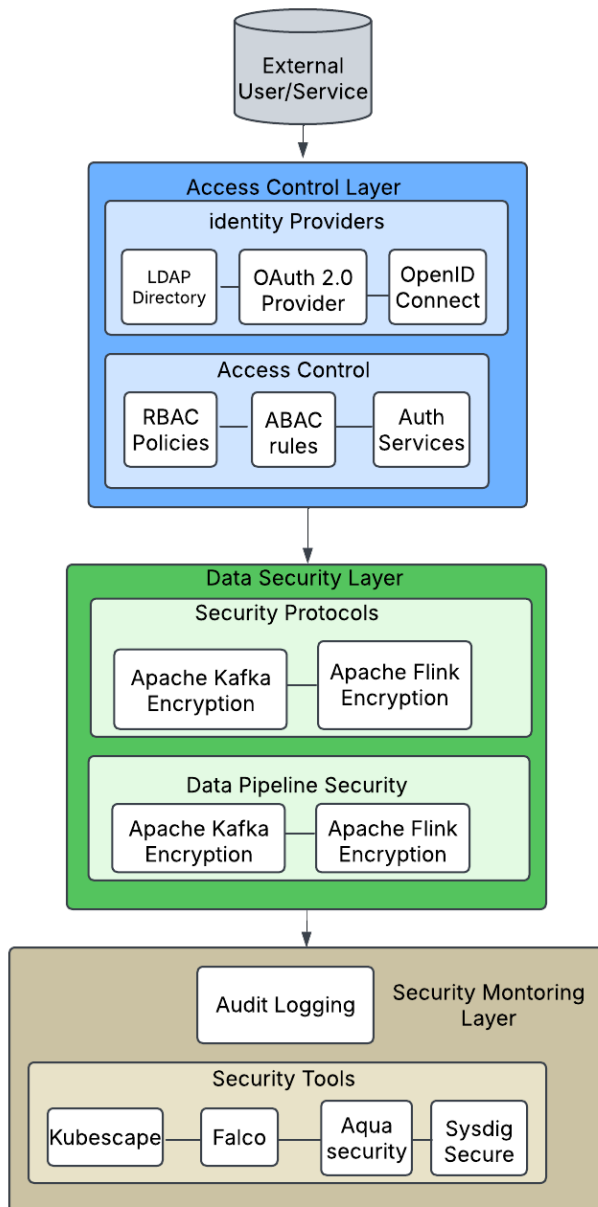 External
User/Service
Access Control Layer
identity Providers
LDAP
Directory
OAuth 2.0
Provider
OpenID
Connect
Access Control
RBAC
Policies
ABAC
rules
Auth
Services
Data Security Layer
Security Protocols
Apache Kafka
Encryption
Apache Flink
Encryption
Data Pipeline Security
Apache Kafka
Encryption
Apache Flink
Encryption
Audit Logging
Security Montoring
Layer
Security Tools
Kubescape
Falco
Aqua
security
Sysdig
Secure